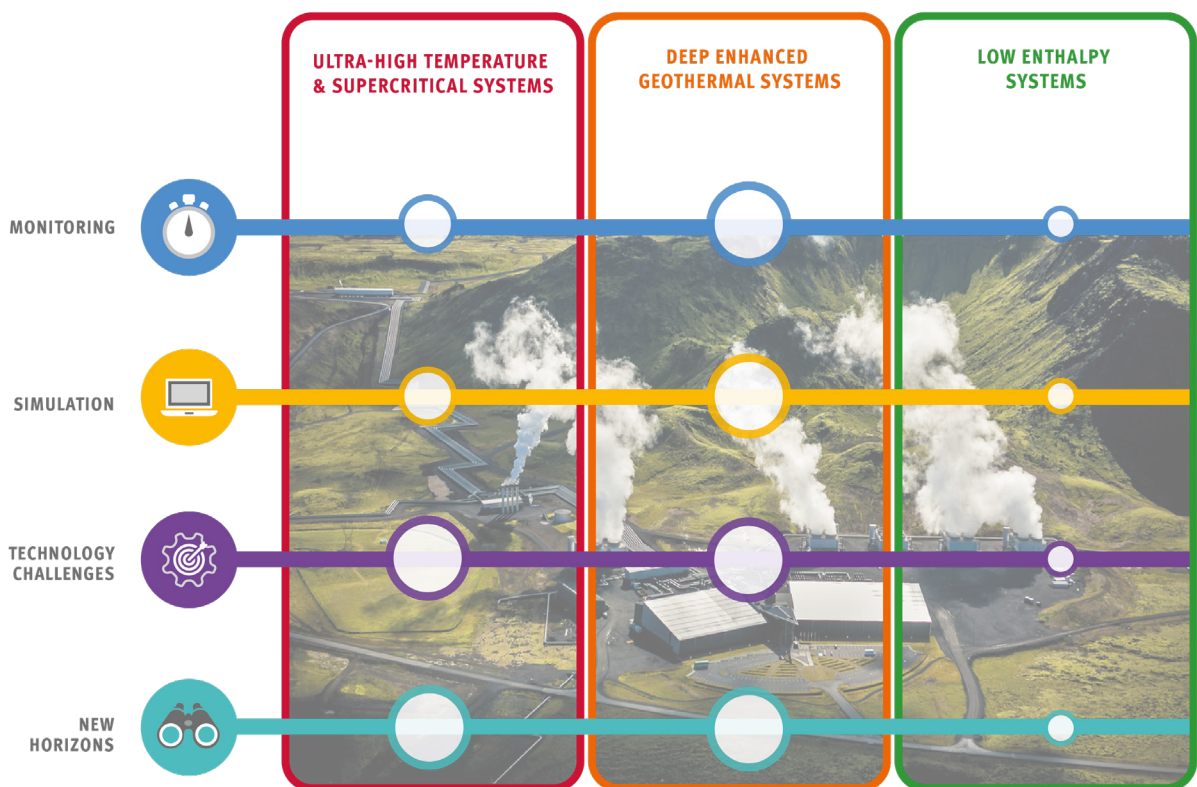 ULTRA-HIGH TEMPERATURE
& SUPERCRITICAL SYSTEMS
DEEP ENHANCED
GEOTHERMAL SYSTEMS
LOW ENTHALPY
SYSTEMS
MONITORING
SIMULATION
TECHNOLOGY
CHALLENGES
NEW
HORIZONS